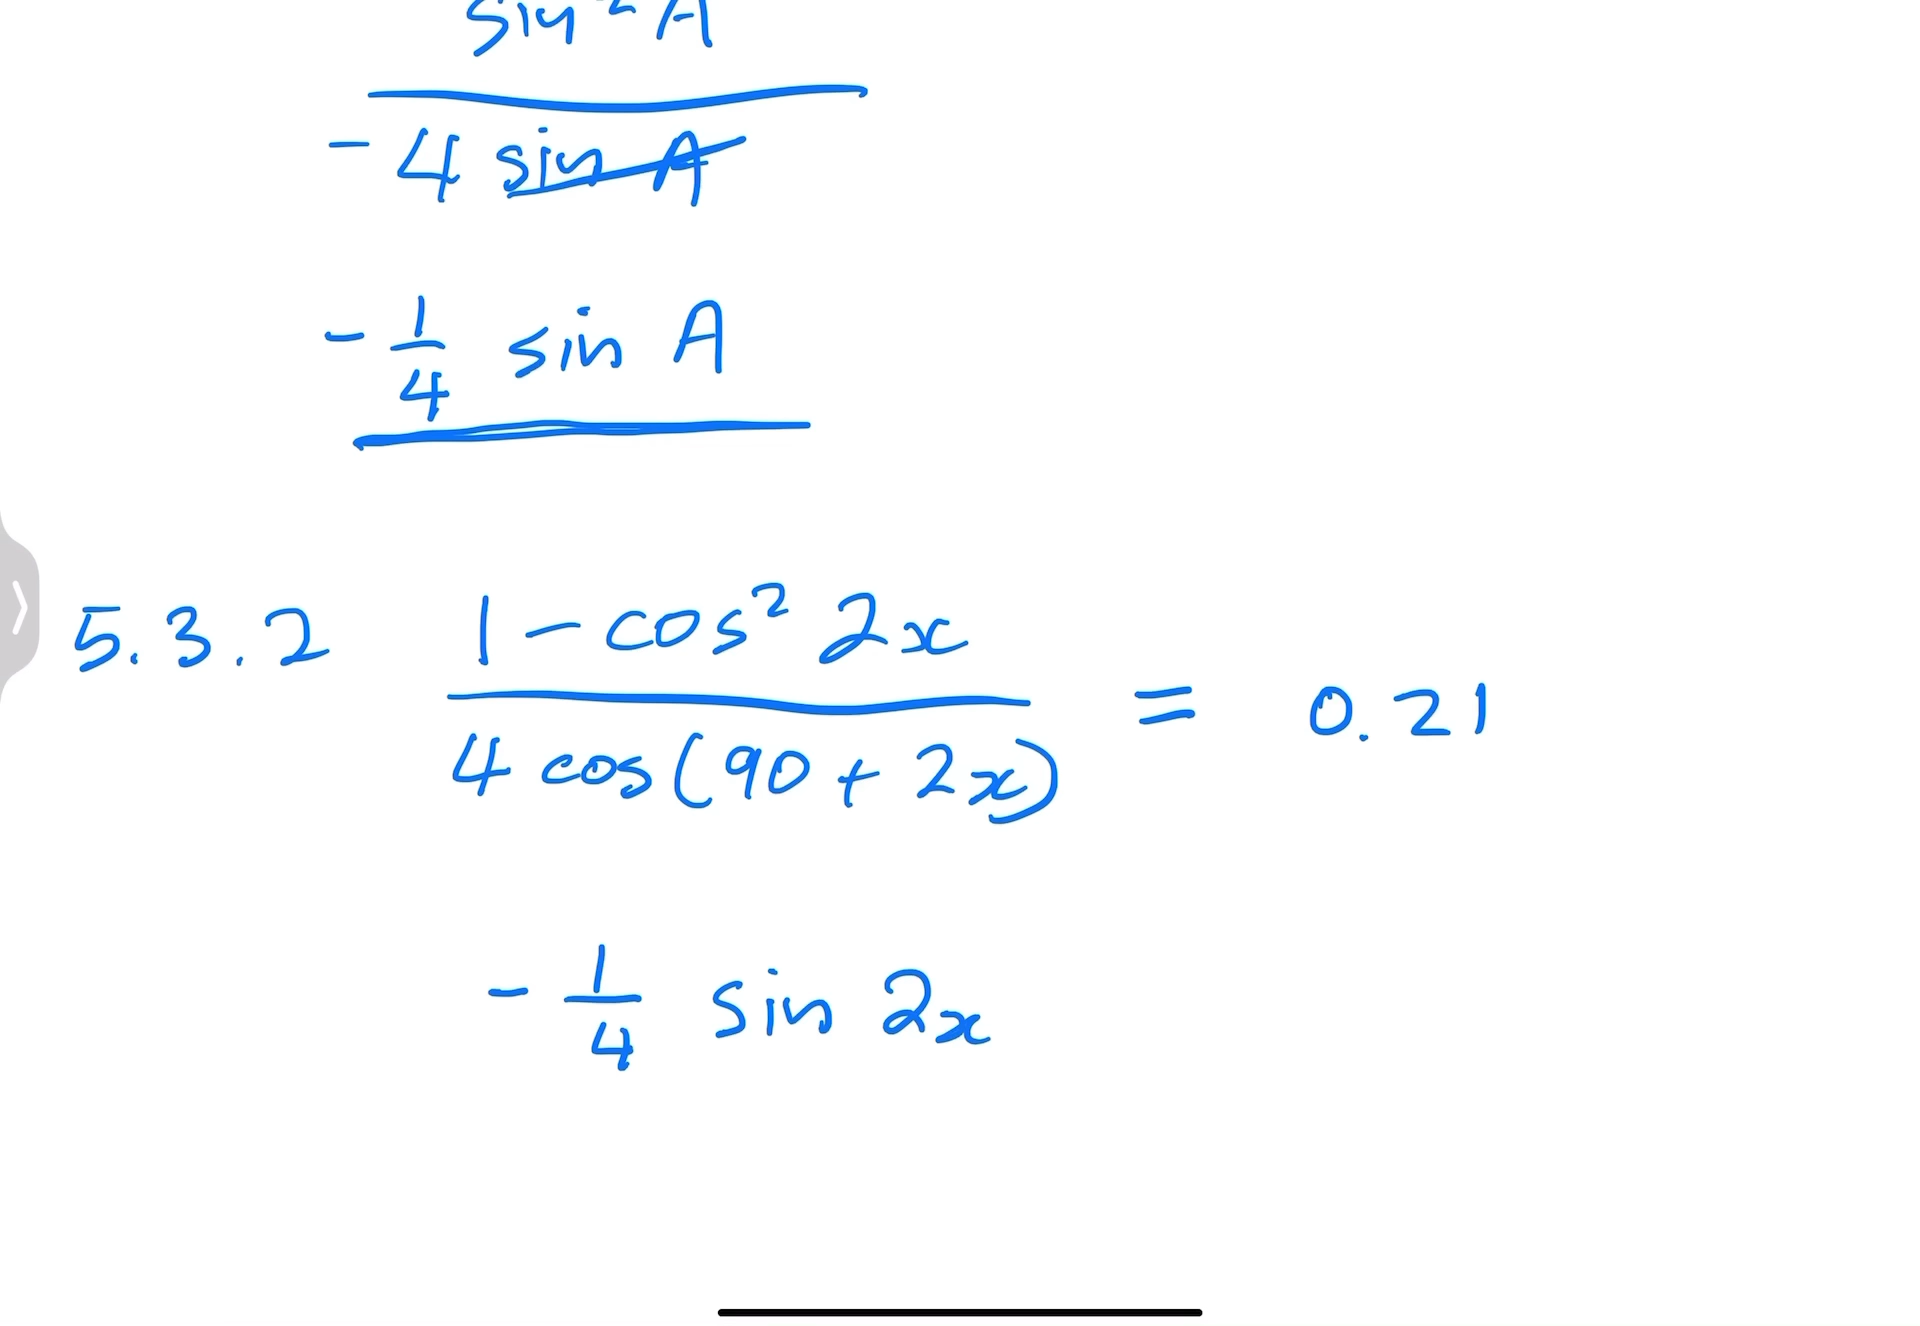 sin² A
- 4 sin A
- 1/4 sin A
5.3.2 1 - cos² 2x / 4 cos(90 + 2x) = 0.21
- 1/4 sin 2x